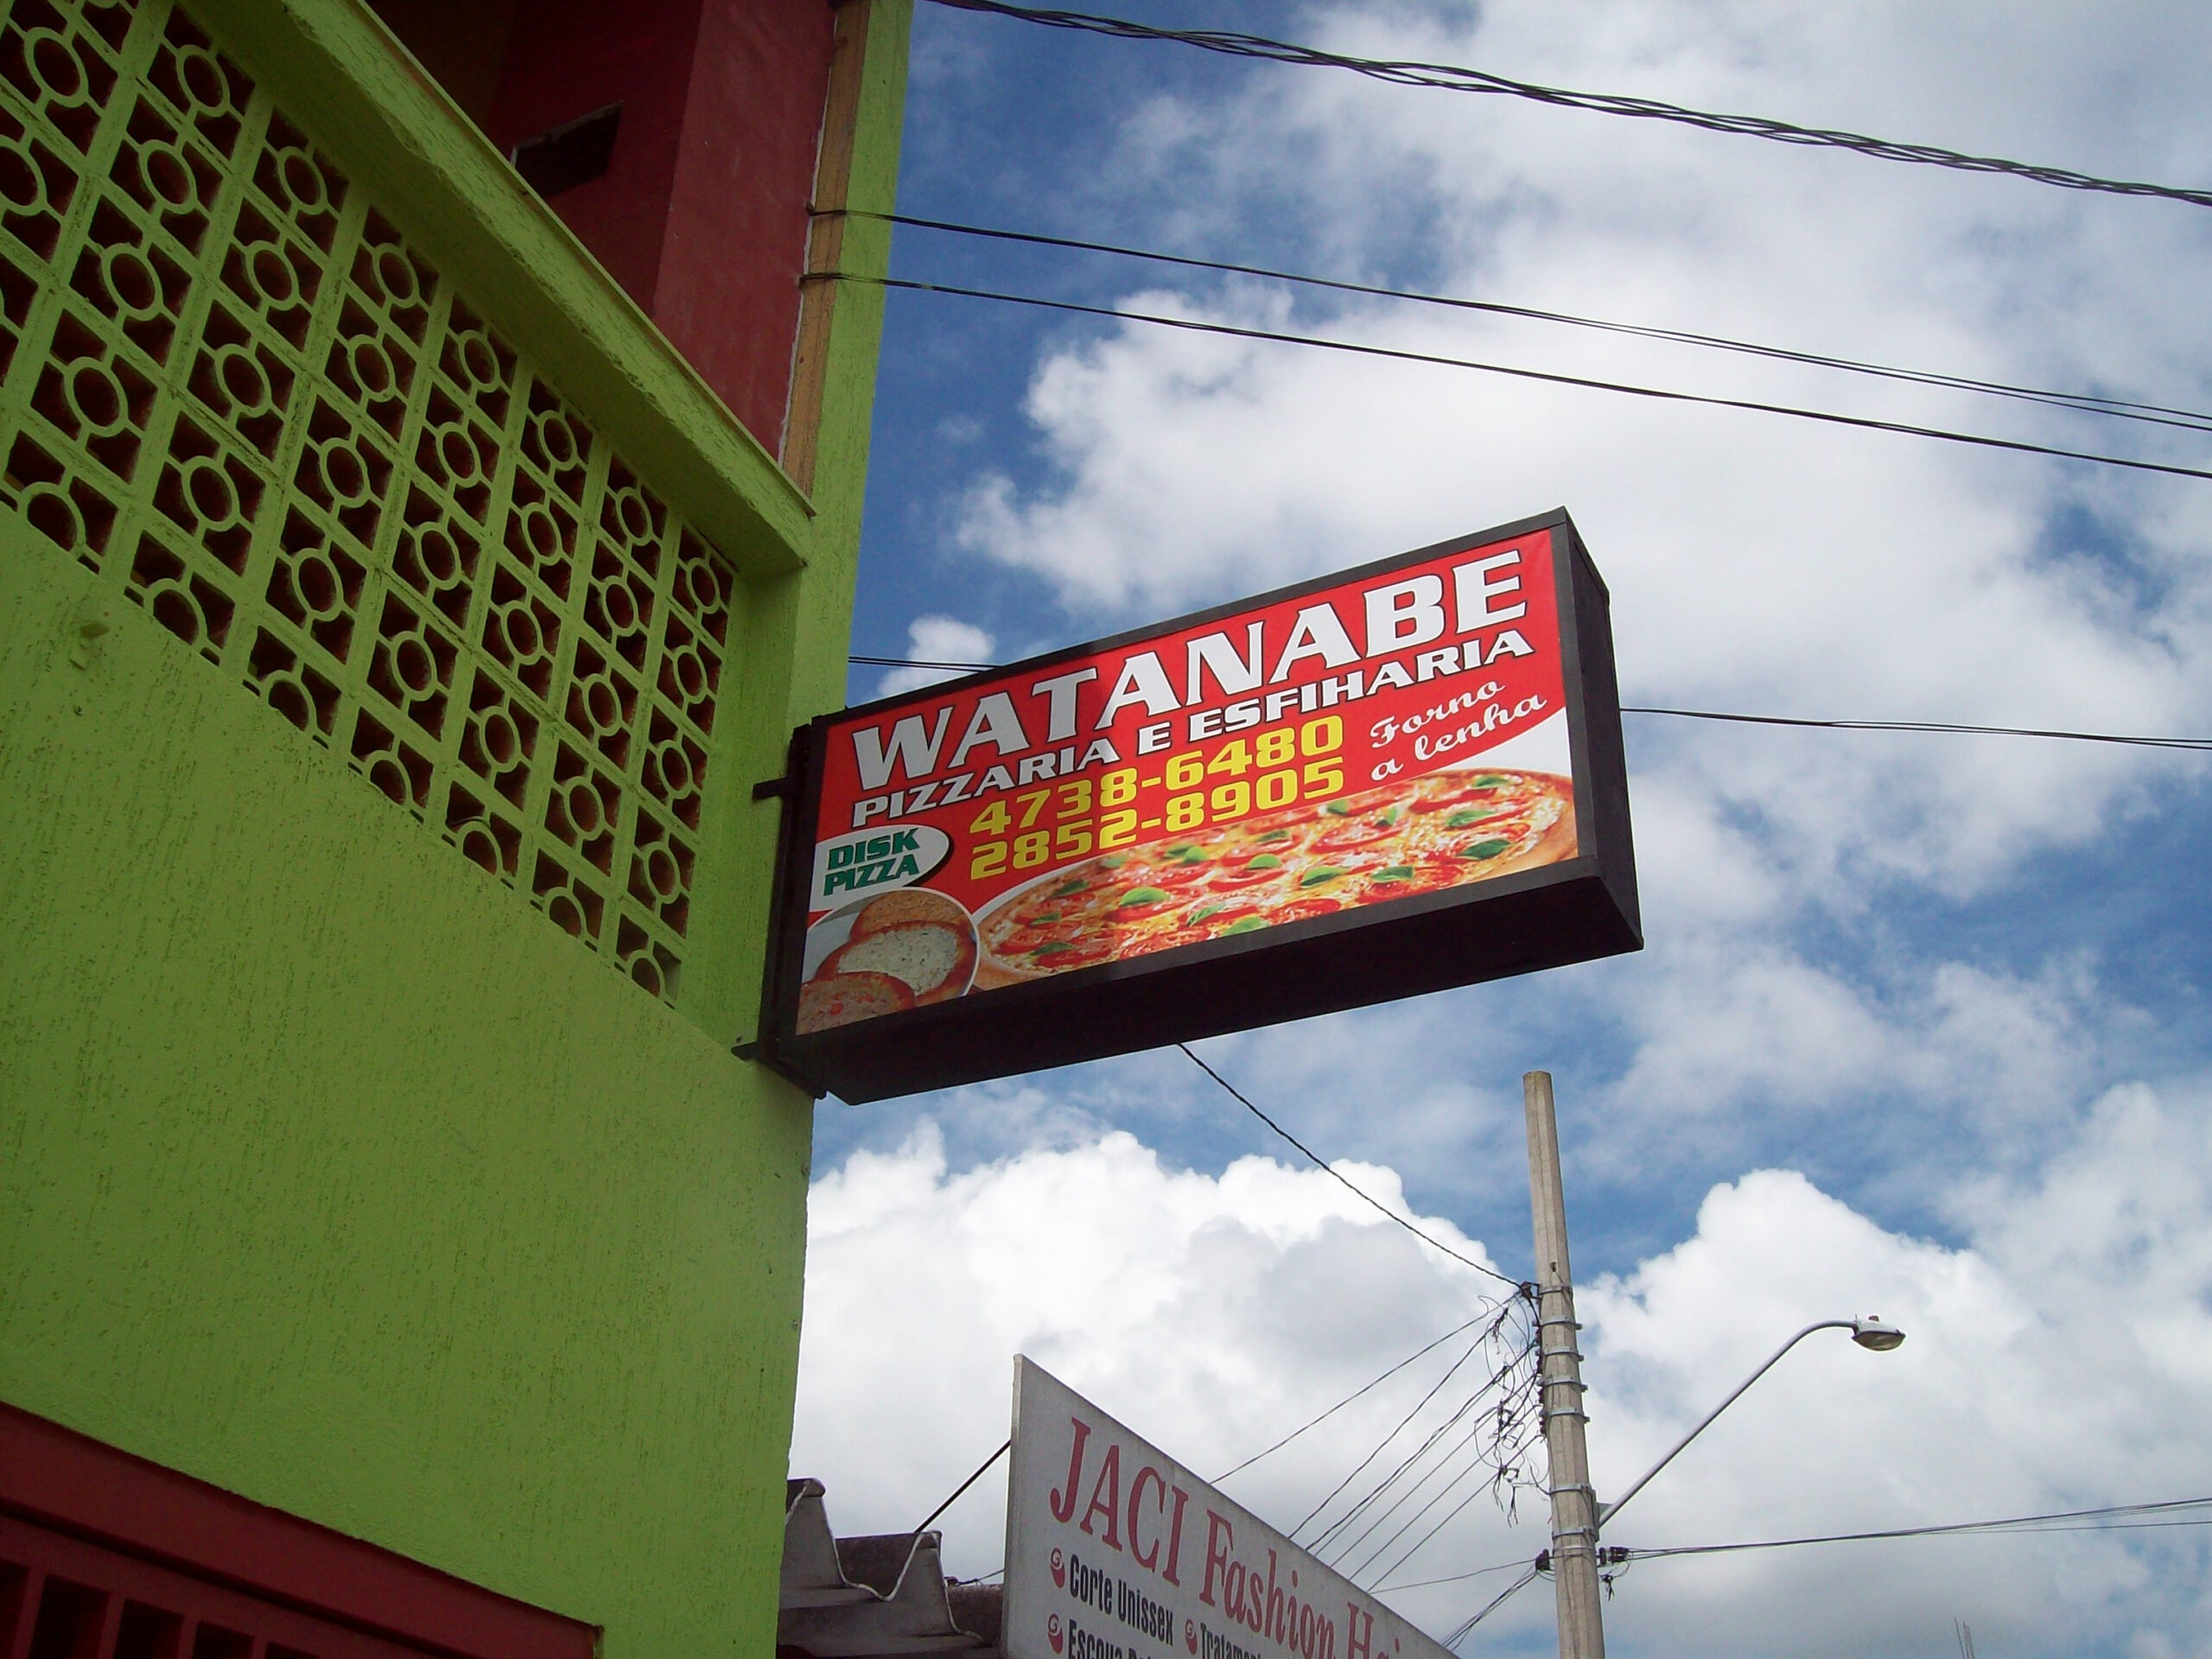 WATANABE
PIZZARIA E ESFIHARIA
4738-6480
2852-8905
Forno
a lenha
DISK
PIZZA
JACI Fashion
Corte Unissex